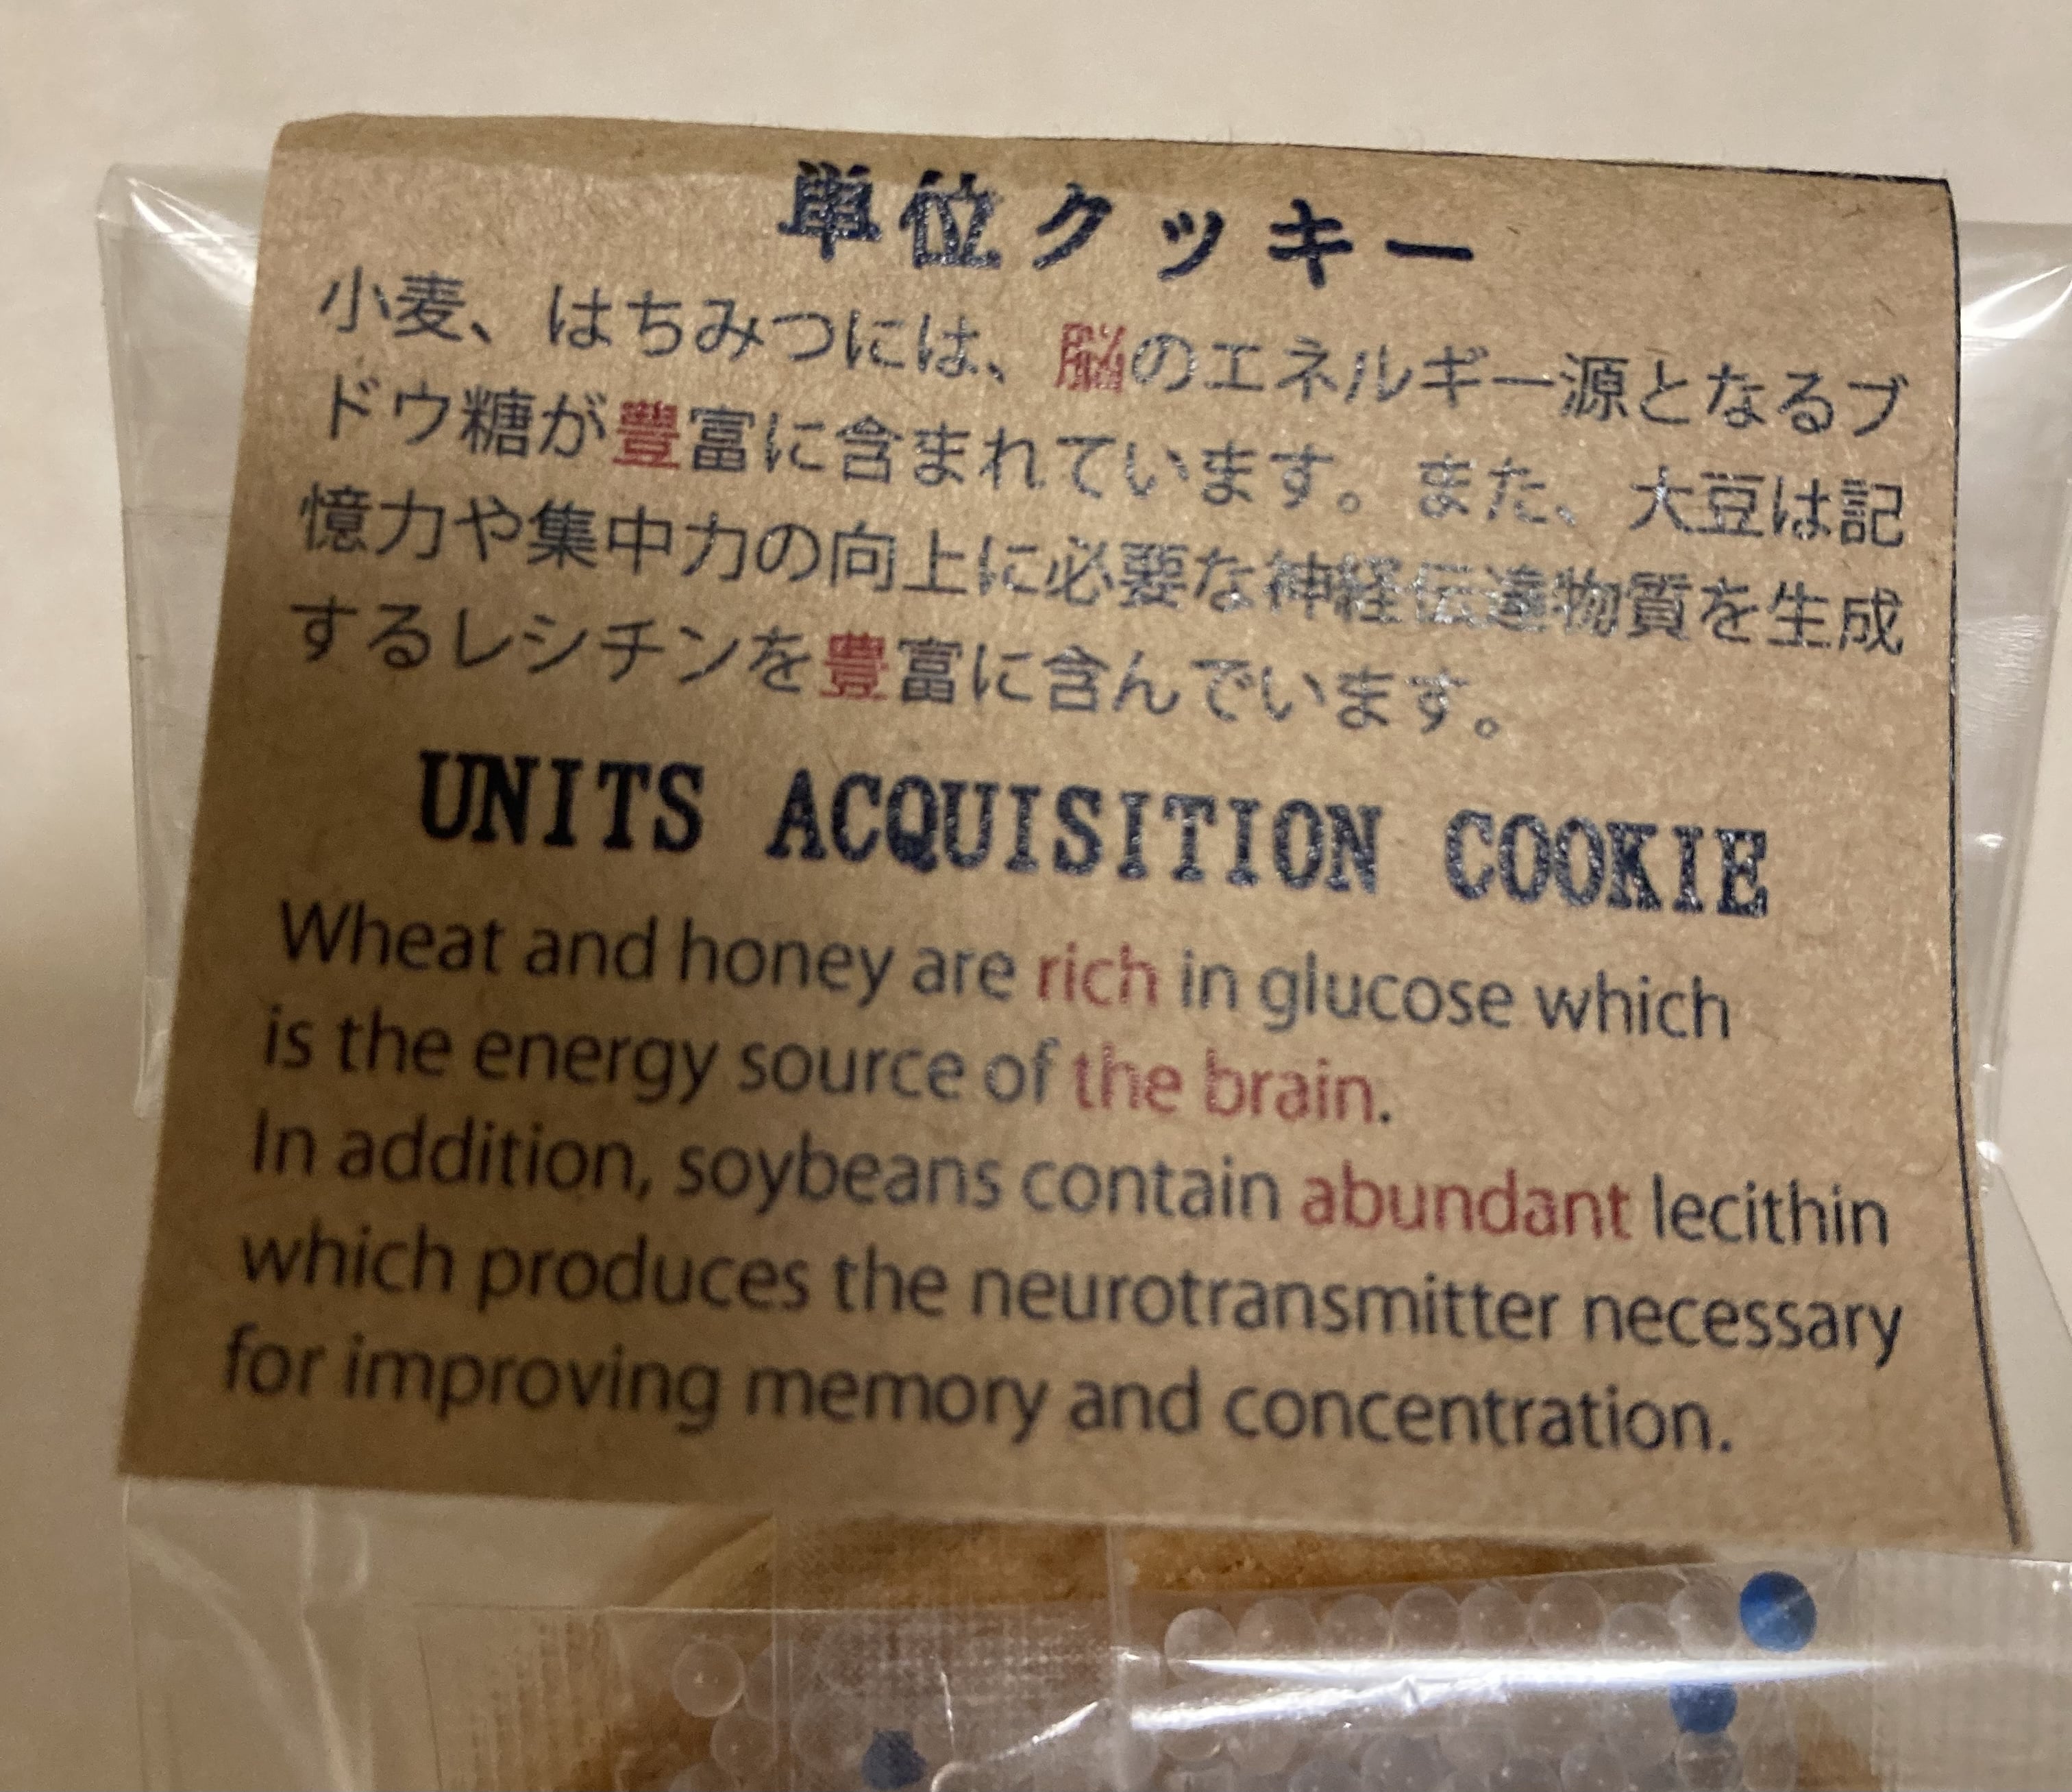 単位クッキー
小麦、はちみつには、脳のエネルギー源となるブ
ドウ糖が豊富に含まれています。また、大豆は記
憶力や集中力の向上に必要な神経伝達物質を生成
するレシチンを豊富に含んでいます。
UNITS ACQUISITION COOKIE
Wheat and honey are rich in glucose which
is the energy source of the brain.
In addition, soybeans contain abundant lecithin
which produces the neurotransmitter necessary
for improving memory and concentration.